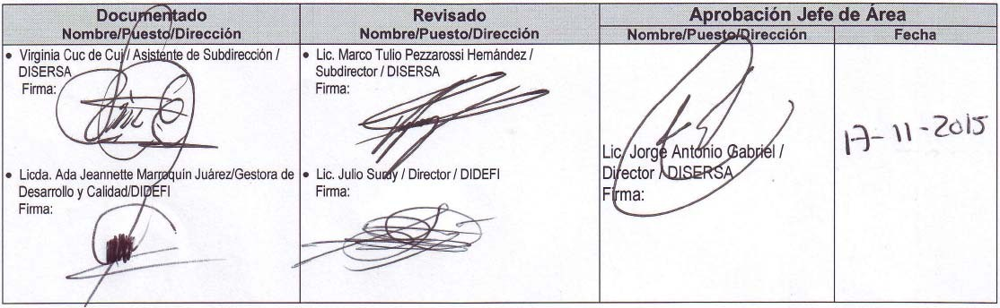 Documentado
Nombre/Puesto/Dirección
Revisado
Nombre/Puesto/Dirección
Aprobación Jefe de Área
Nombre/Puesto/Dirección
Fecha
• Virginia Cuc de Cuj / Asistente de Subdirección /
DISERSA
Firma:
• Licda. Ada Jeannette Marroquín Juárez/Gestora de
Desarrollo y Calidad/DIDEFI
Firma:
• Lic. Marco Tulio Pezzarossi Hernández /
Subdirector / DISERSA
Firma:
• Lic. Julio Suray / Director / DIDEFI
Firma:
Lic. Jorge Antonio Gabriel /
Director / DISERSA
Firma:
17-11-2015